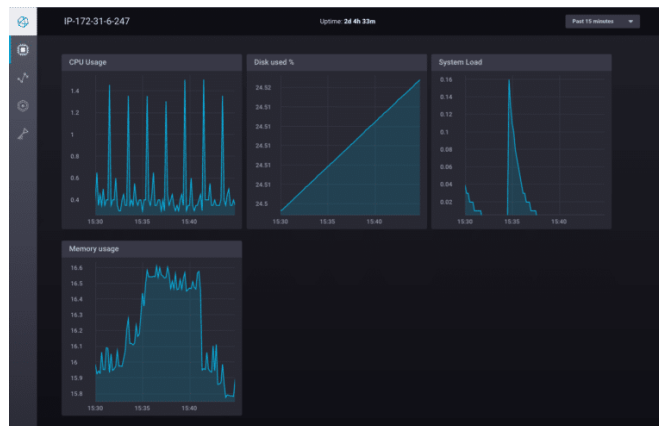 IP-172-31-6-247
Uptime: 2d 4h 33m
Past 15 minutes
CPU Usage
1.4
1.2
1
0.8
0.6
0.4
15:30 15:35 15:40
Disk used %
24.52
24.51
24.51
24.51
24.51
24.51
24.5
15:30 15:35 15:40
System Load
0.16
0.14
0.12
0.1
0.08
0.06
0.04
0.02
15:30 15:35 15:40
Memory usage
16.6
16.5
16.4
16.3
16.2
16.1
16
15.9
15.8
15:30 15:35 15:40